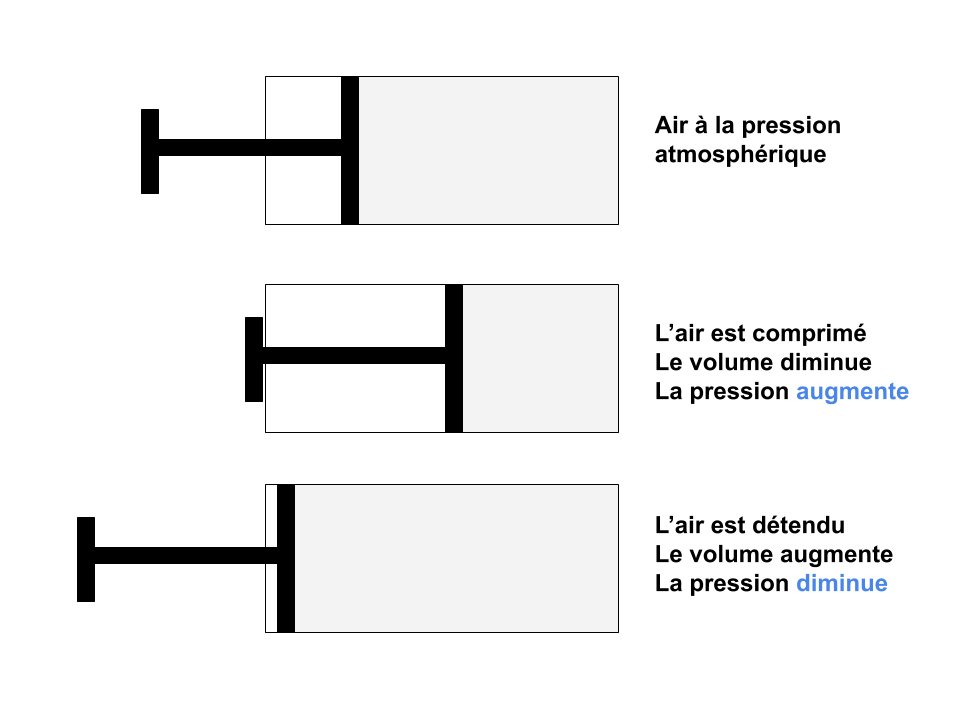 Air à la pression
atmosphérique
L’air est comprimé
Le volume diminue
La pression augmente
L’air est détendu
Le volume augmente
La pression diminue